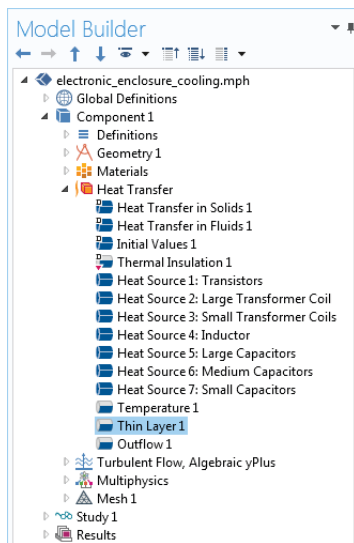 Model Builder
electronic_enclosure_cooling.mph
Global Definitions
Component 1
Definitions
Geometry 1
Materials
Heat Transfer
Heat Transfer in Solids 1
Heat Transfer in Fluids 1
Initial Values 1
Thermal Insulation 1
Heat Source 1: Transistors
Heat Source 2: Large Transformer Coil
Heat Source 3: Small Transformer Coils
Heat Source 4: Inductor
Heat Source 5: Large Capacitors
Heat Source 6: Medium Capacitors
Heat Source 7: Small Capacitors
Temperature 1
Thin Layer 1
Outflow 1
Turbulent Flow, Algebraic yPlus
Multiphysics
Mesh 1
Study 1
Results